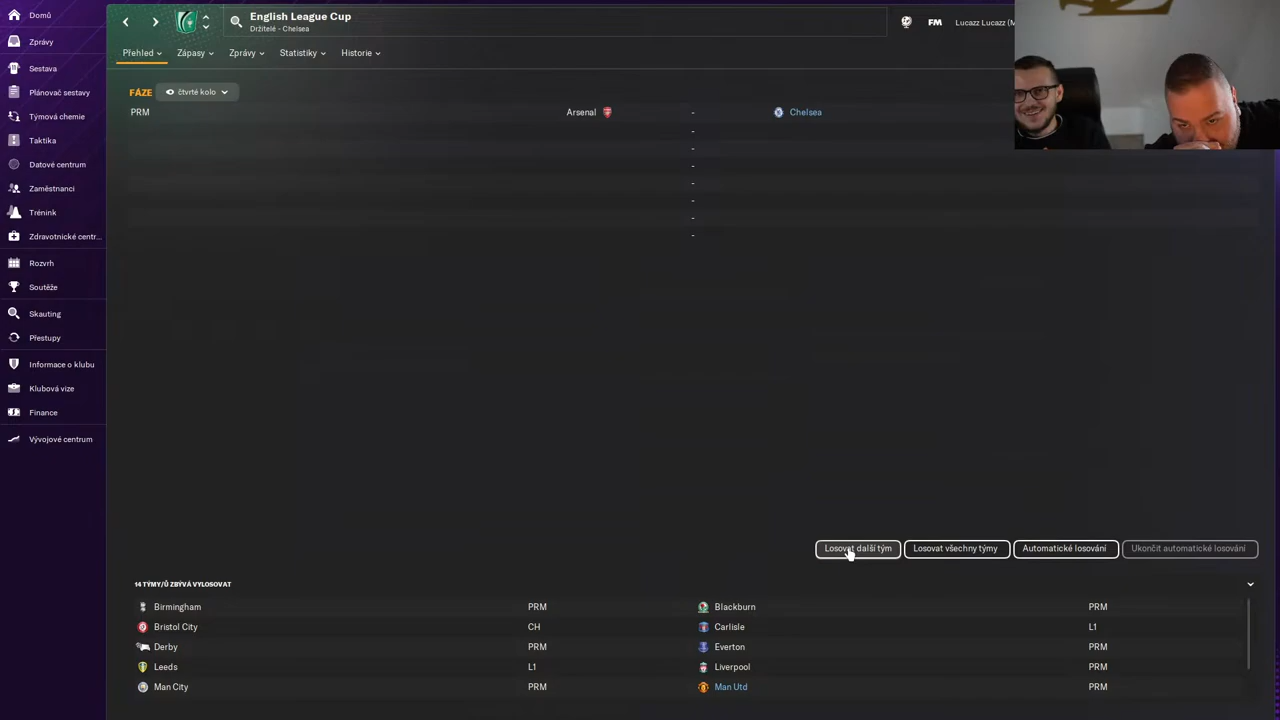 Domů
Zprávy
Sestava
Plánovač sestavy
Týmová chemie
Taktika
Datové centrum
Zaměstnanci
Trénink
Zdravotnické centr...
Rozvrh
Soutěže
Skauting
Přestupy
Informace o klubu
Klubová vize
Finance
Vývojové centrum
English League Cup
Držitelé - Chelsea
FM
Lucazz Lucazz (M
Přehled
Zápasy
Zprávy
Statistiky
Historie
FÁZE
čtvrté kolo
PRM Arsenal - Chelsea
-
-
-
-
-
-
-
Losovat další tým
Losovat všechny týmy
Automatické losování
Ukončit automatické losování
14 TÝMY/Ů ZBÝVÁ VYLOSOVAT
Birmingham PRM Blackburn PRM
Bristol City CH Carlisle L1
Derby PRM Everton PRM
Leeds L1 Liverpool PRM
Man City PRM Man Utd PRM